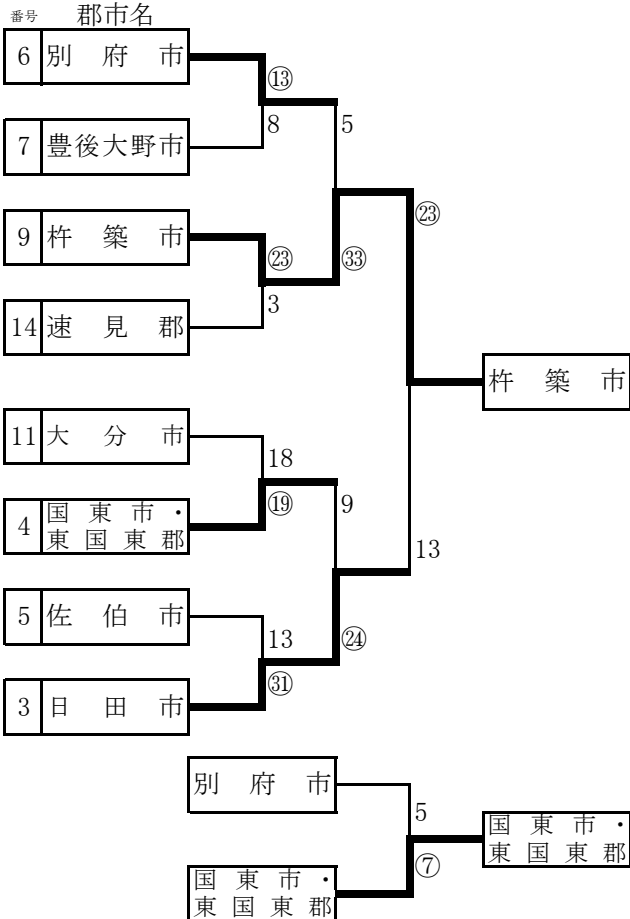 番号 郡市名
6 別府市
⑬
7 豊後大野市
8
5
9 杵築市
㉓
㉓
㉝
14 速見郡
3
杵築市
11 大分市
18
4 国東市・
東国東郡
⑲
9
13
5 佐伯市
13
㉔
3 日田市
㉛
別府市
5
国東市・
東国東郡
⑦
国東市・
東国東郡